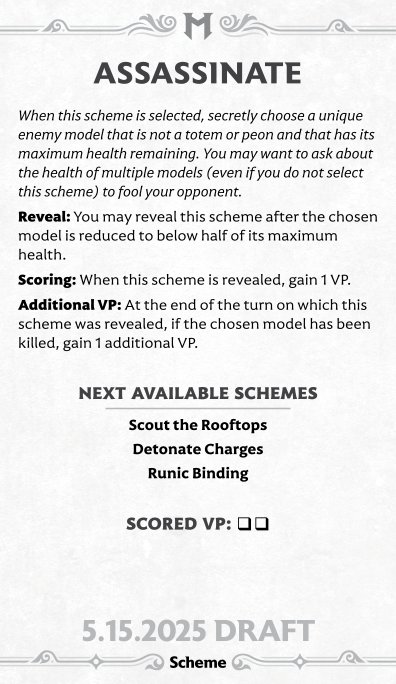 M
ASSASSINATE
When this scheme is selected, secretly choose a unique
enemy model that is not a totem or peon and that has its
maximum health remaining. You may want to ask about
the health of multiple models (even if you do not select
this scheme) to fool your opponent.
Reveal: You may reveal this scheme after the chosen
model is reduced to below half of its maximum
health.
Scoring: When this scheme is revealed, gain 1 VP.
Additional VP: At the end of the turn on which this
scheme was revealed, if the chosen model has been
killed, gain 1 additional VP.
NEXT AVAILABLE SCHEMES
Scout the Rooftops
Detonate Charges
Runic Binding
SCORED VP: ❏❏
5.15.2025 DRAFT
Scheme